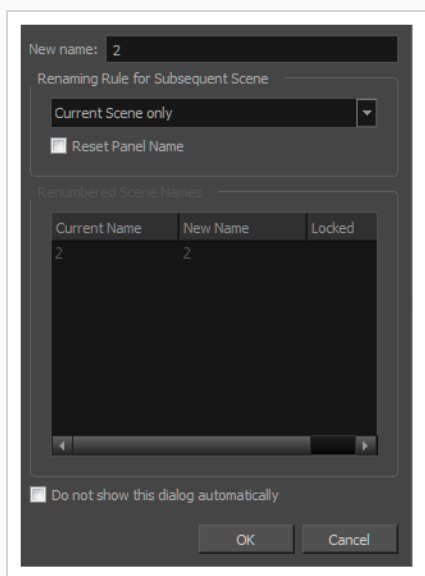 New name: 2
Renaming Rule for Subsequent Scene
Current Scene only
Reset Panel Name
Renumbered Scene Names
Current Name New Name Locked
2 2
Do not show this dialog automatically
OK Cancel